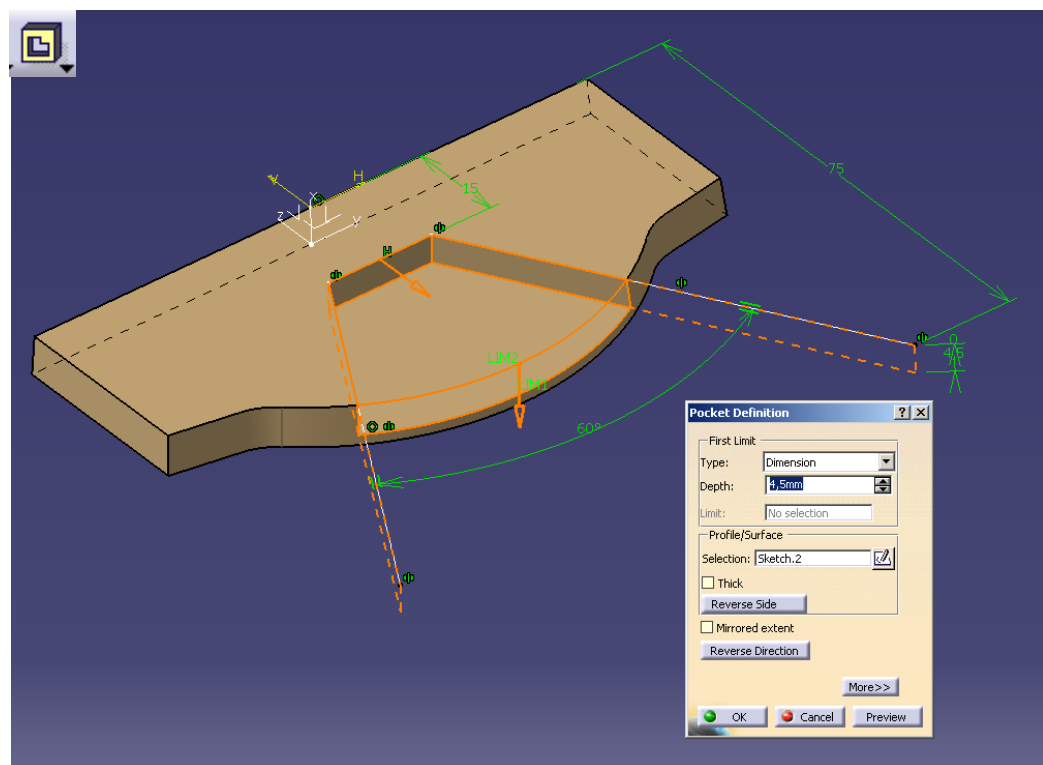 75
H
15
X
Z
Y
H
LIM2
LIM1
60°
4,5
Pocket Definition
First Limit
Type: Dimension
Depth: 4,5mm
Limit: No selection
Profile/Surface
Selection: Sketch.2
Thick
Reverse Side
Mirrored extent
Reverse Direction
More>>
OK Cancel Preview